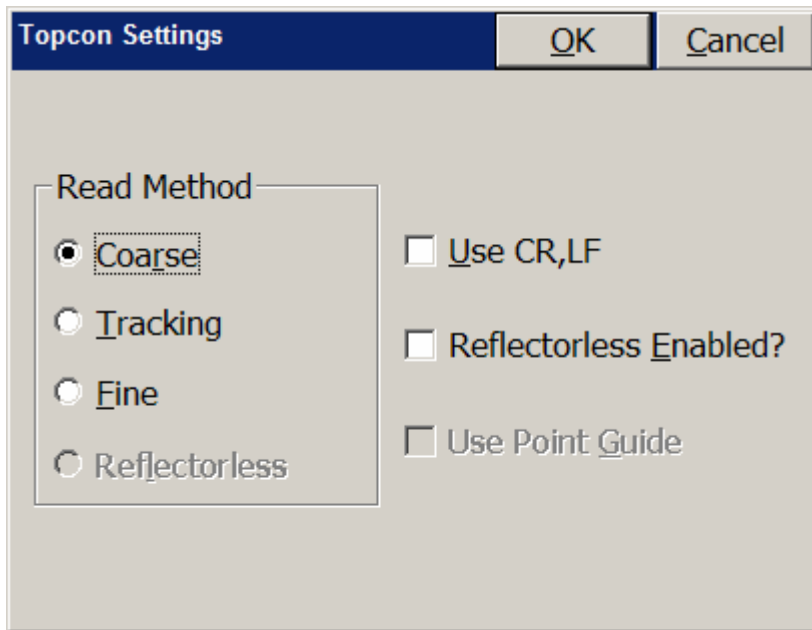 Topcon Settings
OK
Cancel
Read Method
Coarse
Tracking
Fine
Reflectorless
Use CR,LF
Reflectorless Enabled?
Use Point Guide